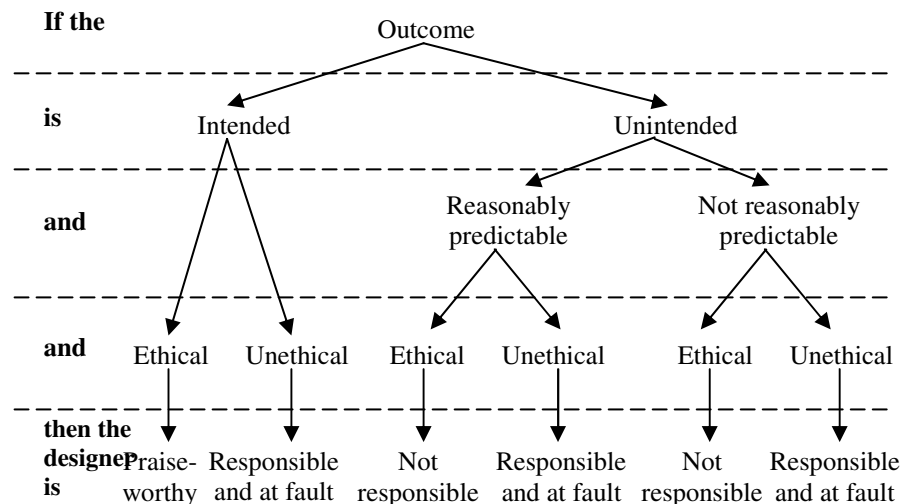 If the
Outcome
is
Intended
Unintended
and
Reasonably
predictable
Not reasonably
predictable
and
Ethical
Unethical
Ethical
Unethical
Ethical
Unethical
then the
designer
is
Praise-
worthy
Responsible
and at fault
Not
responsible
Responsible
and at fault
Not
responsible
Responsible
and at fault